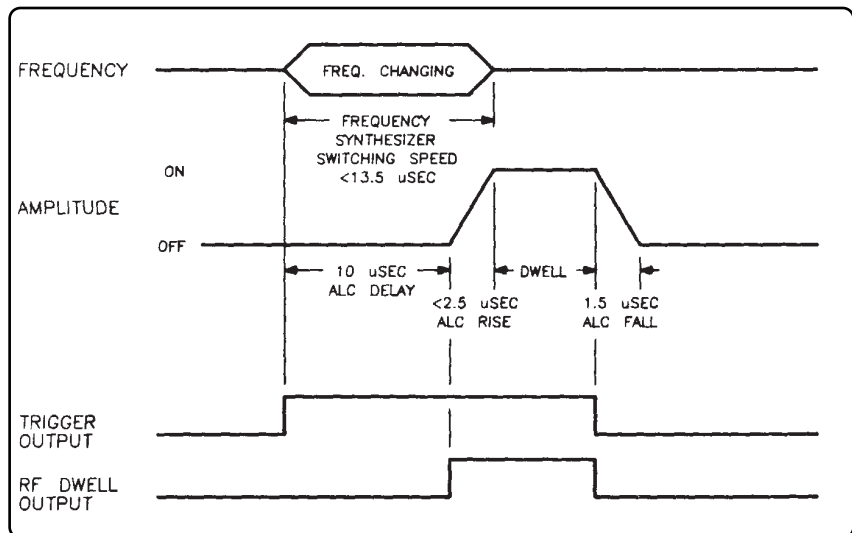 FREQUENCY
FREQ. CHANGING
FREQUENCY
SYNTHESIZER
SWITCHING SPEED
<13.5 uSEC
ON
AMPLITUDE
OFF
10 uSEC
ALC DELAY
DWELL
<2.5 uSEC
ALC RISE
1.5 uSEC
ALC FALL
TRIGGER
OUTPUT
RF DWELL
OUTPUT